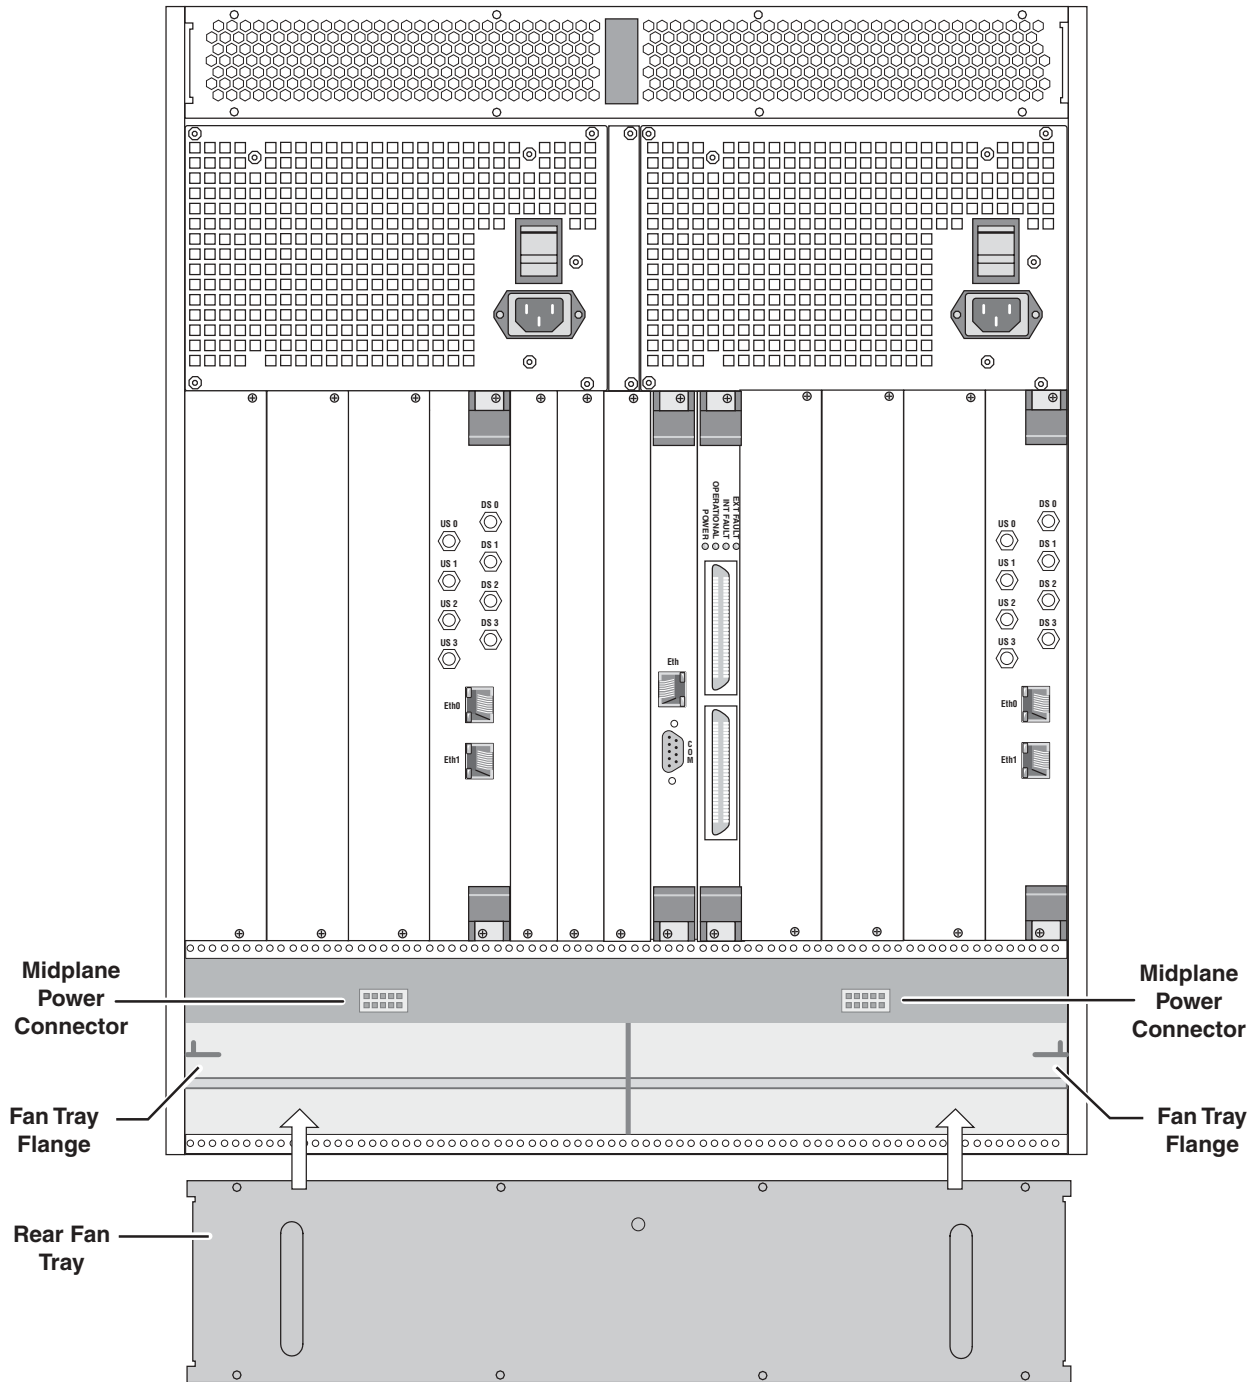 EXT FAULT
INT FAULT
OPERATIONAL
POWER
DS 0
US 0
DS 1
US 1
DS 2
US 2
DS 3
US 3
Eth0
Eth1
Eth
COM
DS 0
US 0
DS 1
US 1
DS 2
US 2
DS 3
US 3
Eth0
Eth1
Midplane
Power
Connector
Midplane
Power
Connector
Fan Tray
Flange
Fan Tray
Flange
Rear Fan
Tray